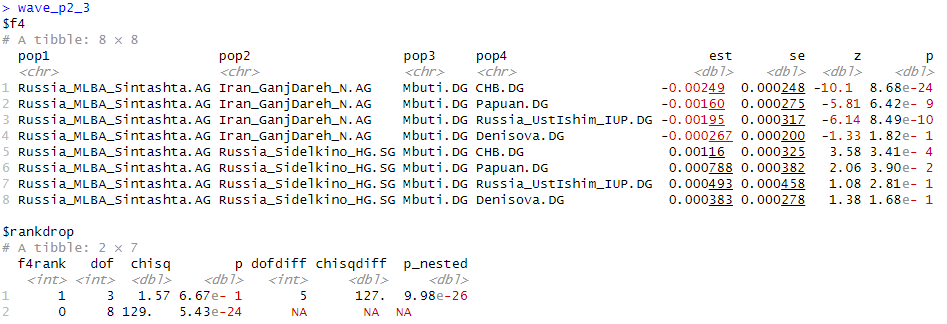 > wave_p2_3
$f4
# A tibble: 8 × 8
pop1 pop2 pop3 pop4 est se z p
<chr> <chr> <chr> <chr> <dbl> <dbl> <dbl> <dbl>
1 Russia_MLBA_Sintashta.AG Iran_GanjDareh_N.AG Mbuti.DG CHB.DG -0.00249 0.000248 -10.1 8.68e-24
2 Russia_MLBA_Sintashta.AG Iran_GanjDareh_N.AG Mbuti.DG Papuan.DG -0.00160 0.000275 -5.81 6.42e- 9
3 Russia_MLBA_Sintashta.AG Iran_GanjDareh_N.AG Mbuti.DG Russia_UstIshim_IUP.DG -0.00195 0.000317 -6.14 8.49e-10
4 Russia_MLBA_Sintashta.AG Iran_GanjDareh_N.AG Mbuti.DG Denisova.DG -0.000267 0.000200 -1.33 1.82e- 1
5 Russia_MLBA_Sintashta.AG Russia_Sidelkino_HG.SG Mbuti.DG CHB.DG 0.00116 0.000325 3.58 3.41e- 4
6 Russia_MLBA_Sintashta.AG Russia_Sidelkino_HG.SG Mbuti.DG Papuan.DG 0.000788 0.000382 2.06 3.90e- 2
7 Russia_MLBA_Sintashta.AG Russia_Sidelkino_HG.SG Mbuti.DG Russia_UstIshim_IUP.DG 0.000493 0.000458 1.08 2.81e- 1
8 Russia_MLBA_Sintashta.AG Russia_Sidelkino_HG.SG Mbuti.DG Denisova.DG 0.000383 0.000278 1.38 1.68e- 1
$rankdrop
# A tibble: 2 × 7
f4rank dof chisq p dofdiff chisqdiff p_nested
<int> <int> <dbl> <dbl> <int> <dbl> <dbl>
1 1 3 1.57 6.67e- 1 5 127. 9.98e-26
2 0 8 129. 5.43e-24 NA NA NA